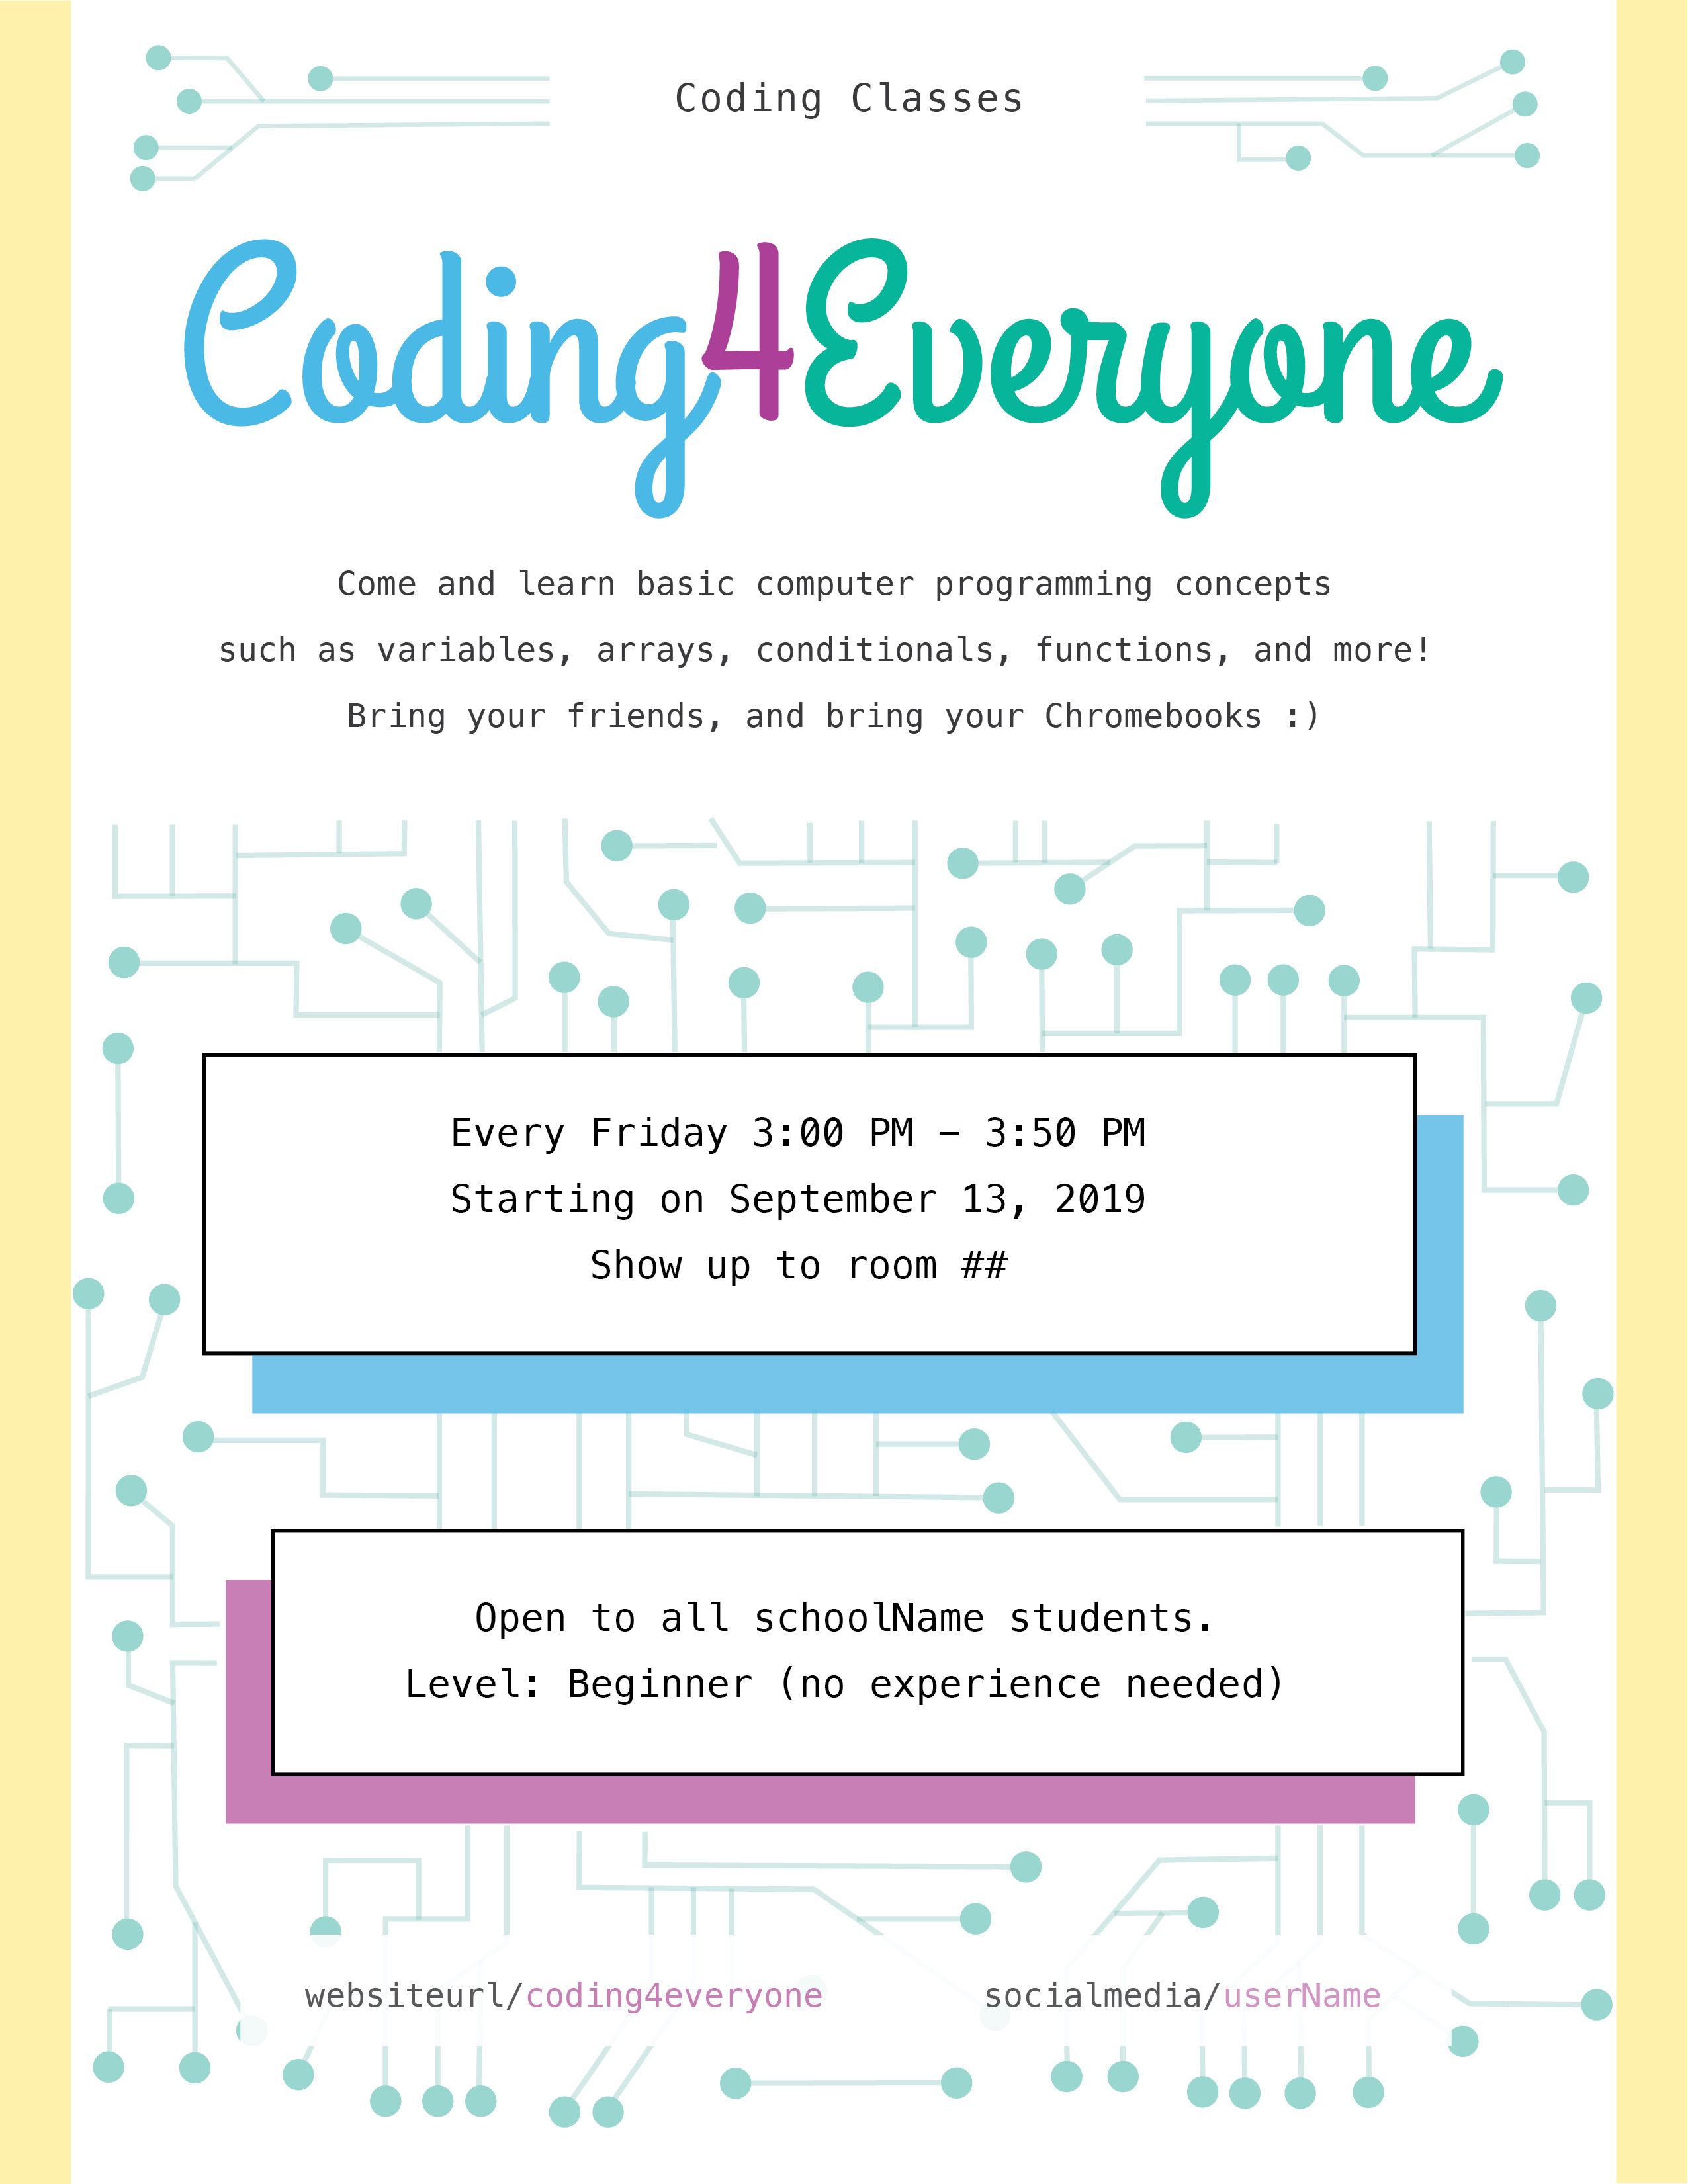 Coding Classes
Coding4Everyone
Come and learn basic computer programming concepts
such as variables, arrays, conditionals, functions, and more!
Bring your friends, and bring your Chromebooks :)
Every Friday 3:00 PM – 3:50 PM
Starting on September 13, 2019
Show up to room ##
Open to all schoolName students.
Level: Beginner (no experience needed)
websiteurl/coding4everyone
socialmedia/userName